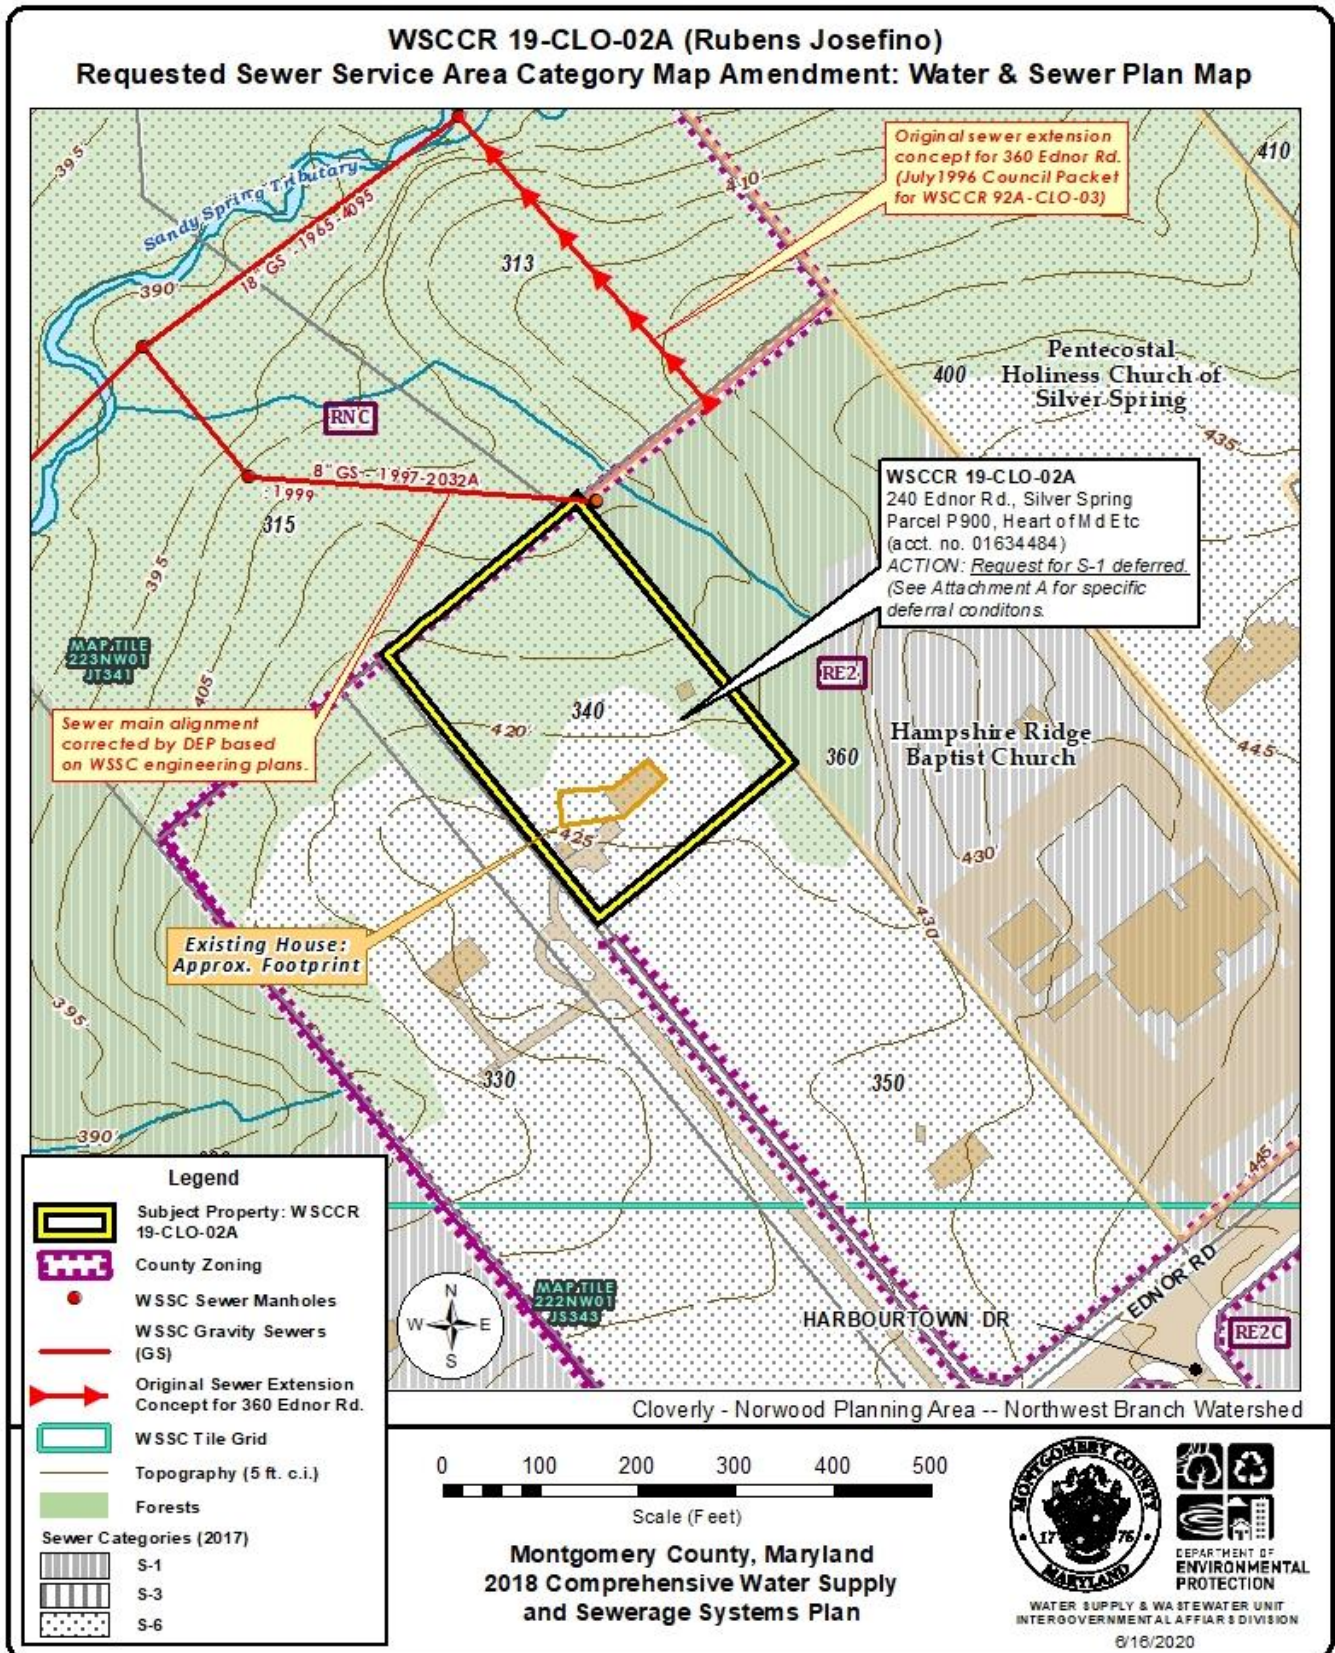 WSCCR 19-CLO-02A (Rubens Josefino)
Requested Sewer Service Area Category Map Amendment: Water & Sewer Plan Map
Original sewer extension
concept for 360 Ednor Rd.
(July1996 Council Packet
for WSCCR 92A-CLO-03)
410
395'
Sandy Spring Tributary
410'
18" GS - 1965-4095
313
390'
Pentecostal
Holiness Church of
Silver Spring
400
RNC
435'
8" GS - 1997-2032A
: 1999
315
WSCCR 19-CLO-02A
240 Ednor Rd., Silver Spring
Parcel P900, Heart of Md Etc
(acct. no. 01634484)
ACTION: Request for S-1 deferred.
(See Attachment A for specific
deferral conditons.
395
MAP TILE
223NW01
JT341
405
RE2
Sewer main alignment
corrected by DEP based
on WSSC engineering plans.
340
420'
360
Hampshire Ridge
Baptist Church
445'
425
430'
430'
Existing House:
Approx. Footprint
395'
330
350
390'
445'
MAP TILE
222NW01
JS343
HARBOURTOWN DR
EDNOR RD
RE2C
N
W
E
S
Legend
Subject Property: WSCCR
19-CLO-02A
County Zoning
WSSC Sewer Manholes
WSSC Gravity Sewers
(GS)
Original Sewer Extension
Concept for 360 Ednor Rd.
WSSC Tile Grid
Topography (5 ft. c.i.)
Forests
Sewer Categories (2017)
S-1
S-3
S-6
Cloverly - Norwood Planning Area -- Northwest Branch Watershed
0 100 200 300 400 500
Scale (Feet)
Montgomery County, Maryland
2018 Comprehensive Water Supply
and Sewerage Systems Plan
MONTGOMERY COUNTY
17 76
MARYLAND
DEPARTMENT OF
ENVIRONMENTAL
PROTECTION
WATER SUPPLY & WASTEWATER UNIT
INTERGOVERNMENTAL AFFIARS DIVISION
6/16/2020